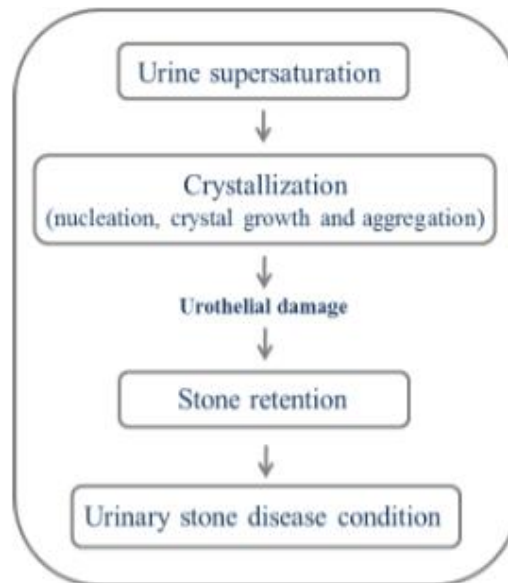 Urine supersaturation
Crystallization
(nucleation, crystal growth and aggregation)
Urothelial damage
Stone retention
Urinary stone disease condition